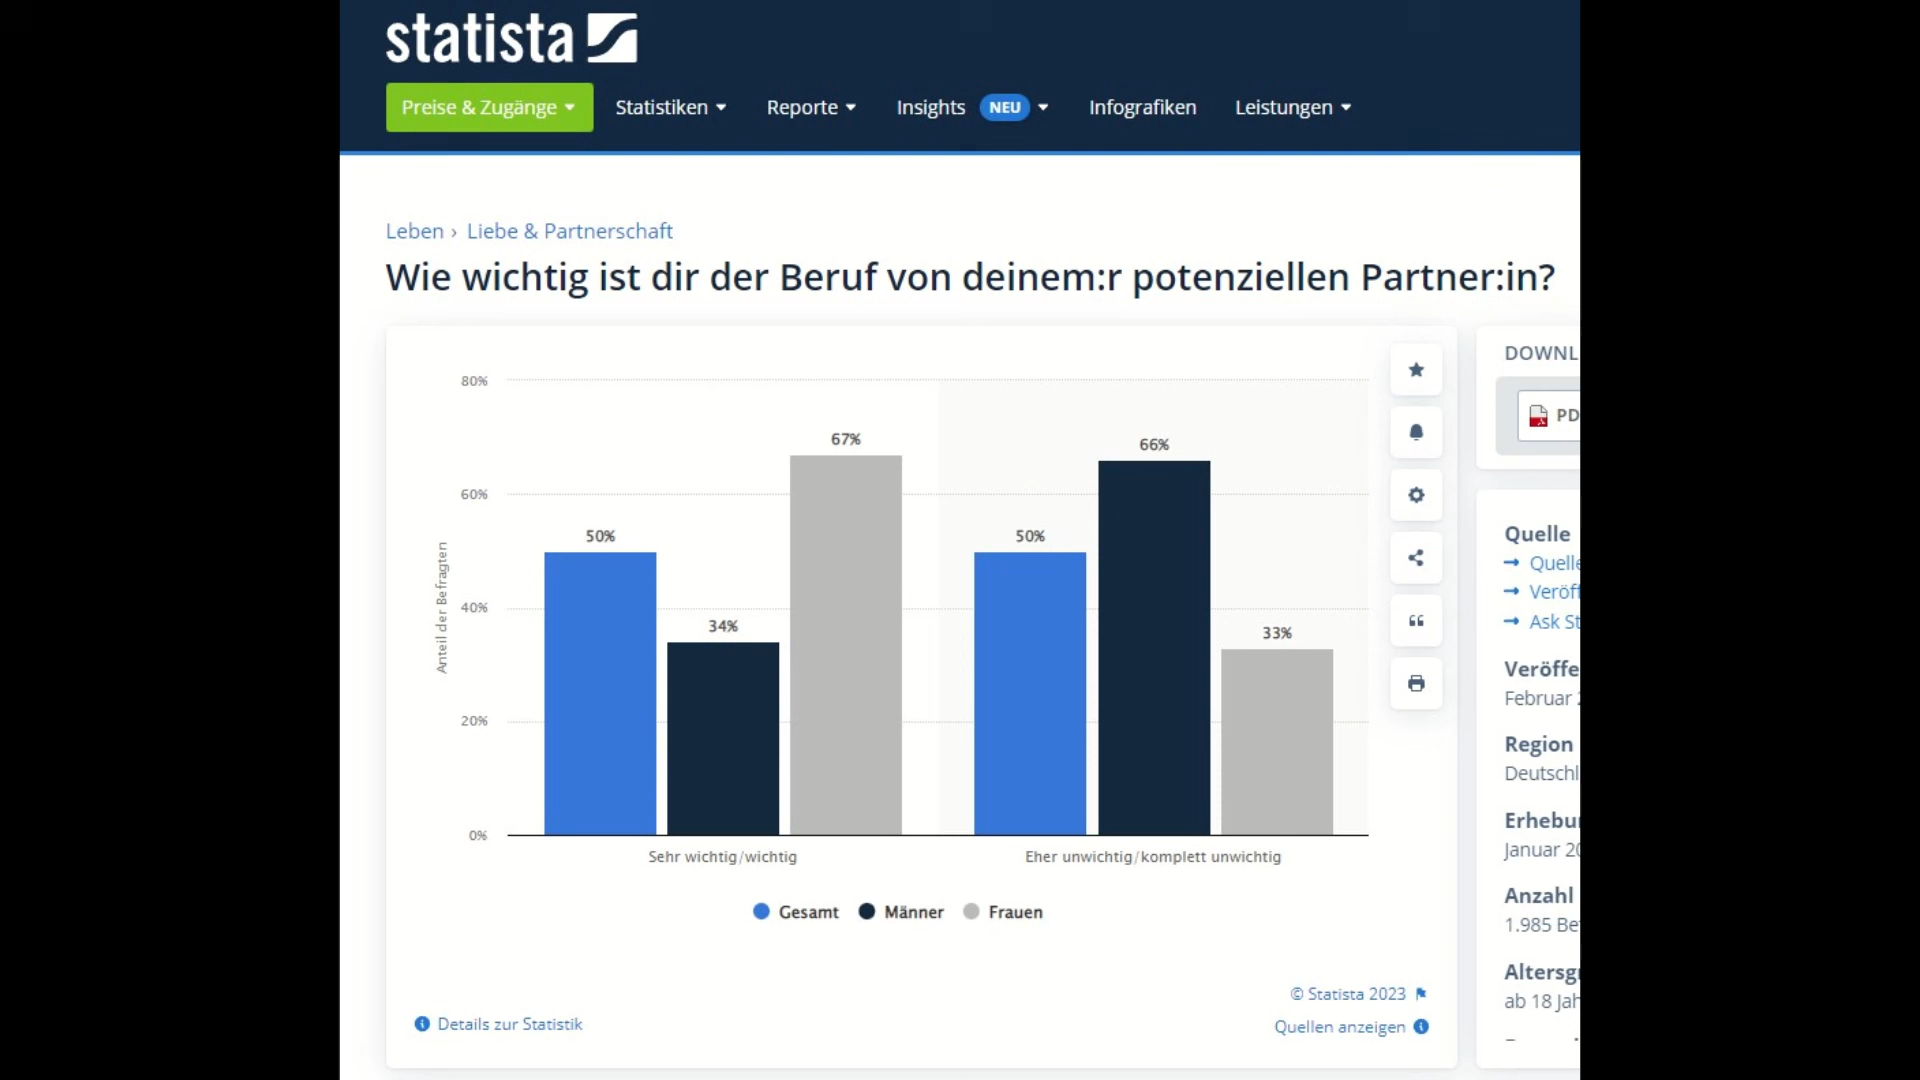 statista
Preise & Zugänge
Statistiken
Reporte
Insights NEU
Infografiken
Leistungen
Leben › Liebe & Partnerschaft
Wie wichtig ist dir der Beruf von deinem:r potenziellen Partner:in?
Anteil der Befragten
80%
60%
40%
20%
0%
50%
34%
67%
50%
66%
33%
Sehr wichtig/wichtig
Eher unwichtig/komplett unwichtig
Gesamt
Männer
Frauen
Details zur Statistik
© Statista 2023
Quellen anzeigen
DOWNL
PD
Quelle
→ Quelle
→ Veröff
→ Ask St
Veröffe
Februar
Region
Deutschl
Erhebu
Januar 20
Anzahl
1.985 Be
Altersg
ab 18 Jah